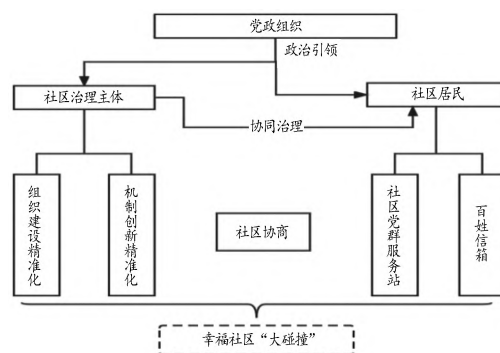 党政组织
政治引领
社区治理主体
社区居民
协同治理
组织建设精准化
机制创新精准化
社区协商
社区党群服务站
百姓信箱
幸福社区“大碰撞”